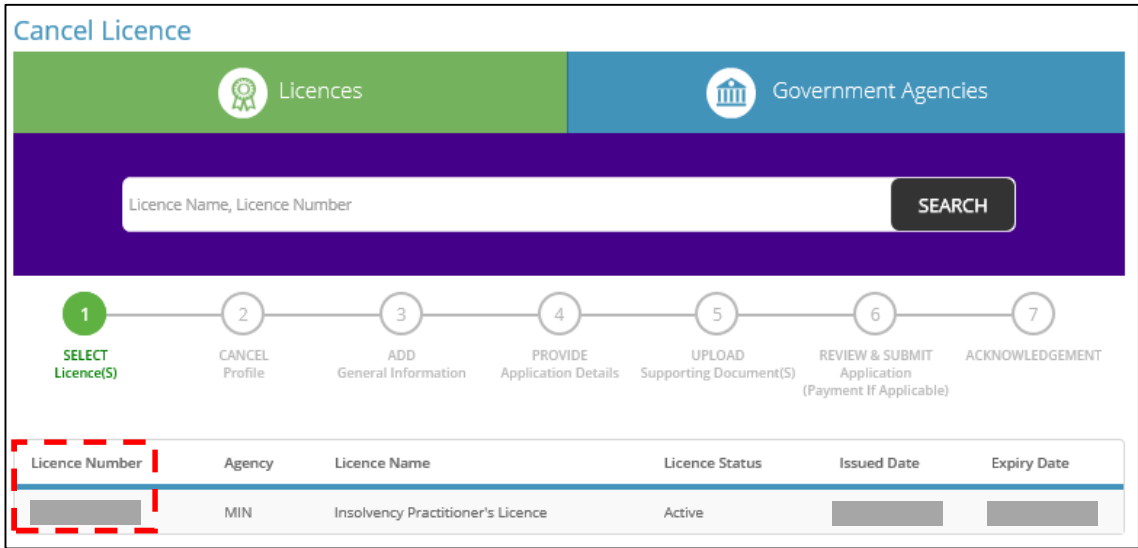 Cancel Licence
Licences
Government Agencies
Licence Name, Licence Number
SEARCH
1
2
3
4
5
6
7
SELECT
Licence(S)
CANCEL
Profile
ADD
General Information
PROVIDE
Application Details
UPLOAD
Supporting Document(S)
REVIEW & SUBMIT
Application
(Payment If Applicable)
ACKNOWLEDGEMENT
Licence Number Agency Licence Name Licence Status Issued Date Expiry Date
MIN Insolvency Practitioner's Licence Active